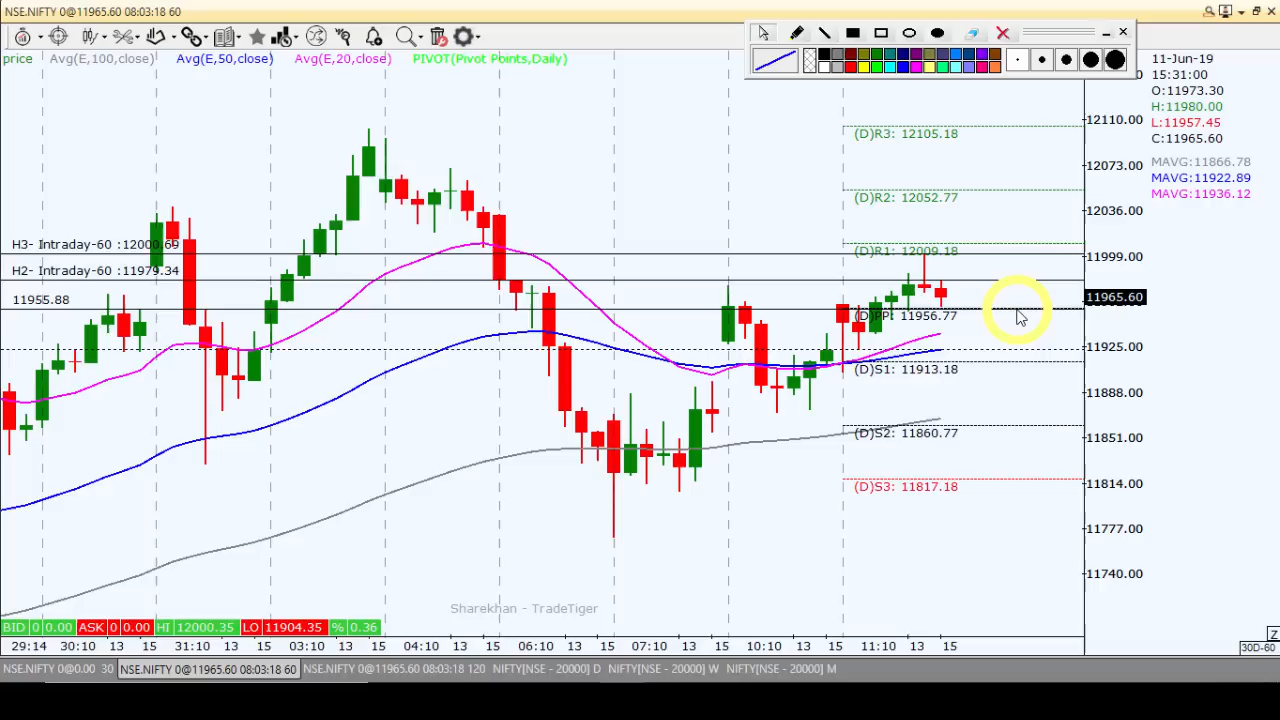 NSE.NIFTY 0@11965.60 08:03:18 60
price Avg(E,100,close) Avg(E,50,close) Avg(E,20,close) PIVOT(Pivot Points,Daily)
11-Jun-19
15:31:00
O:11973.30
H:11980.00
L:11957.45
C:11965.60
MAVG:11866.78
MAVG:11922.89
MAVG:11936.12
12110.00
12073.00
12036.00
11999.00
11965.60
11925.00
11888.00
11851.00
11814.00
11777.00
11740.00
(D)R3: 12105.18
(D)R2: 12052.77
(D)R1: 12009.18
(D)PP: 11956.77
(D)S1: 11913.18
(D)S2: 11860.77
(D)S3: 11817.18
H3- Intraday-60 :12000.69
H2- Intraday-60 :11979.34
11955.88
Sharekhan - TradeTiger
BID 0 0.00 ASK 0 0.00 HI 12000.35 LO 11904.35 % 0.36
29:14 30:10 13 15 31:10 13 15 03:10 13 15 04:10 13 15 06:10 13 15 07:10 13 15 10:10 13 15 11:10 13 15
Z
30D-60
NSE.NIFTY 0@0.00 30 NSE.NIFTY 0@11965.60 08:03:18 60 NSE.NIFTY 0@11965.60 08:03:18 120 NIFTY[NSE - 20000] D NIFTY[NSE - 20000] W NIFTY[NSE - 20000] M